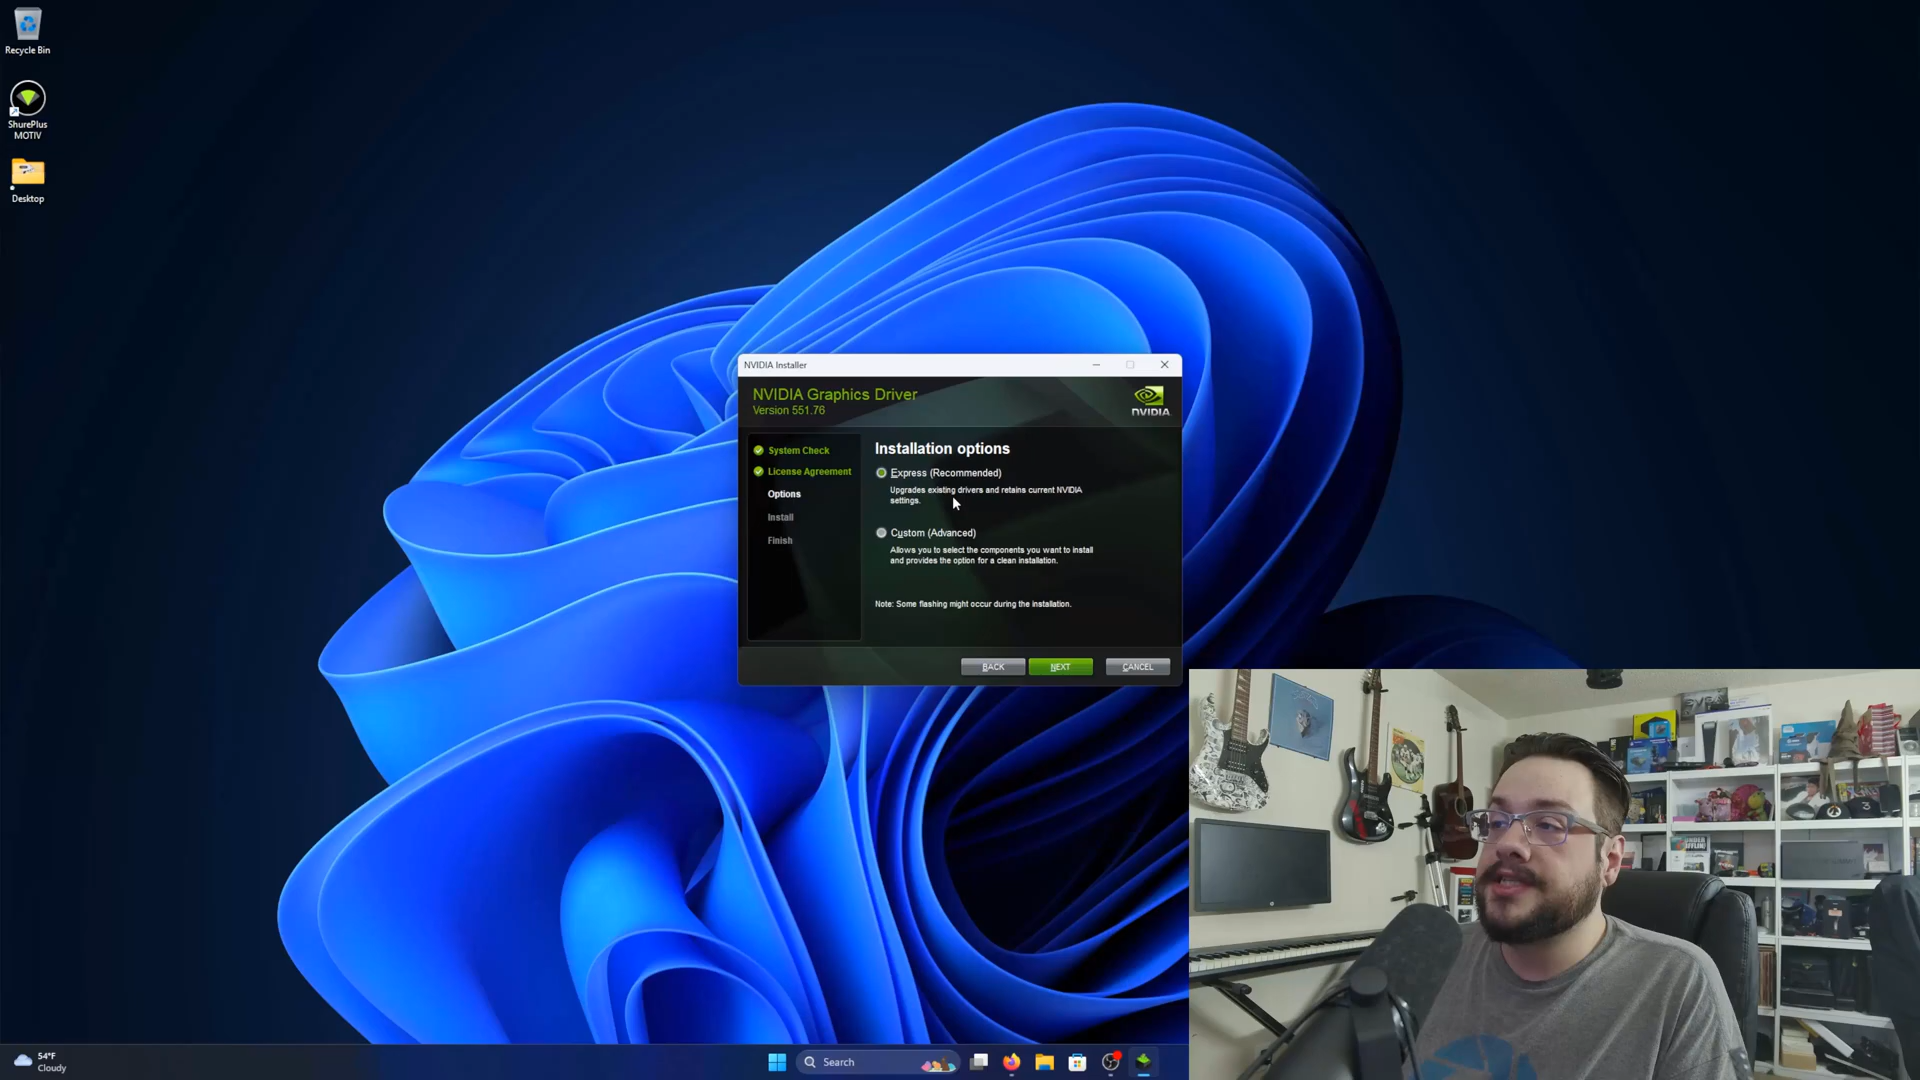 Recycle Bin
ShurePlus
MOTIV
Desktop
NVIDIA Installer
NVIDIA Graphics Driver
Version 551.76
NVIDIA
System Check
License Agreement
Options
Install
Finish
Installation options
Express (Recommended)
Upgrades existing drivers and retains current NVIDIA
settings.
Custom (Advanced)
Allows you to select the components you want to install
and provides the option for a clean installation.
Note: Some flashing might occur during the installation.
BACK
NEXT
CANCEL
54°F
Cloudy
Search